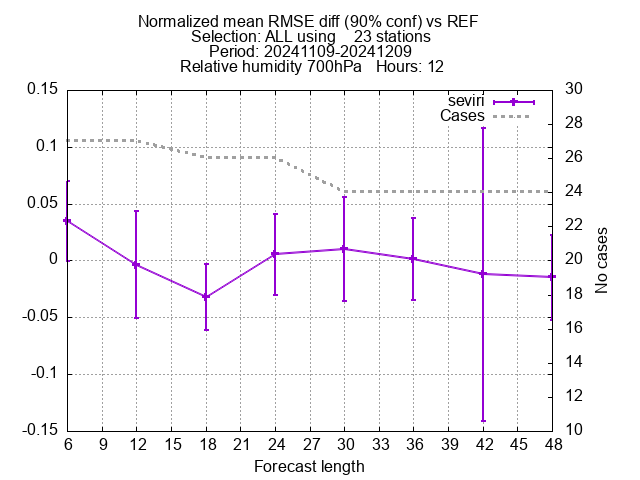 Normalized mean RMSE diff (90% conf) vs REF
Selection: ALL using    23 stations
Period: 20241109-20241209
Relative humidity 700hPa   Hours: 12
seviri
Cases
0.15
0.1
0.05
0
-0.05
-0.1
-0.15
30
28
26
24
22
20
18
16
14
12
10
No cases
6 9 12 15 18 21 24 27 30 33 36 39 42 45 48
Forecast length